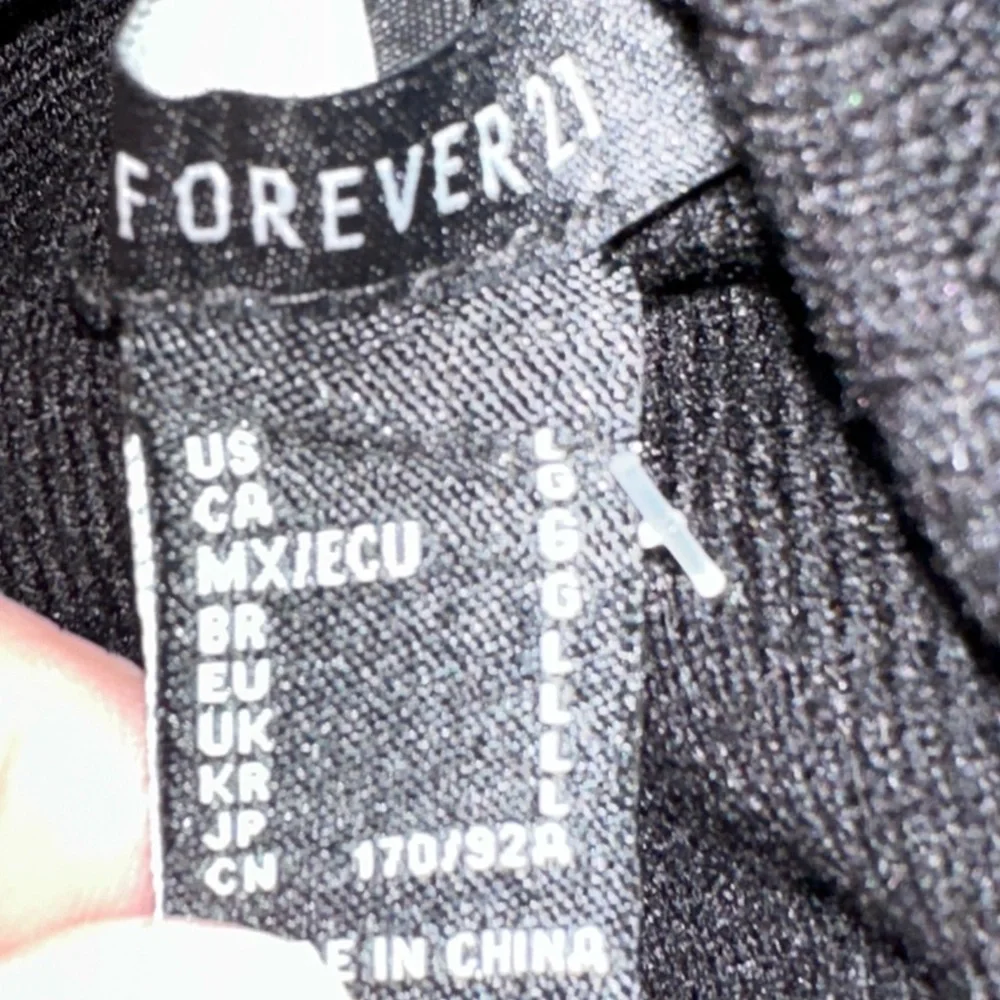 FOREVER 21
US L
CA G
MX/ECU G
BR G
EU L
UK L
KR L
JP L
CN 170/92A
E IN CHINA